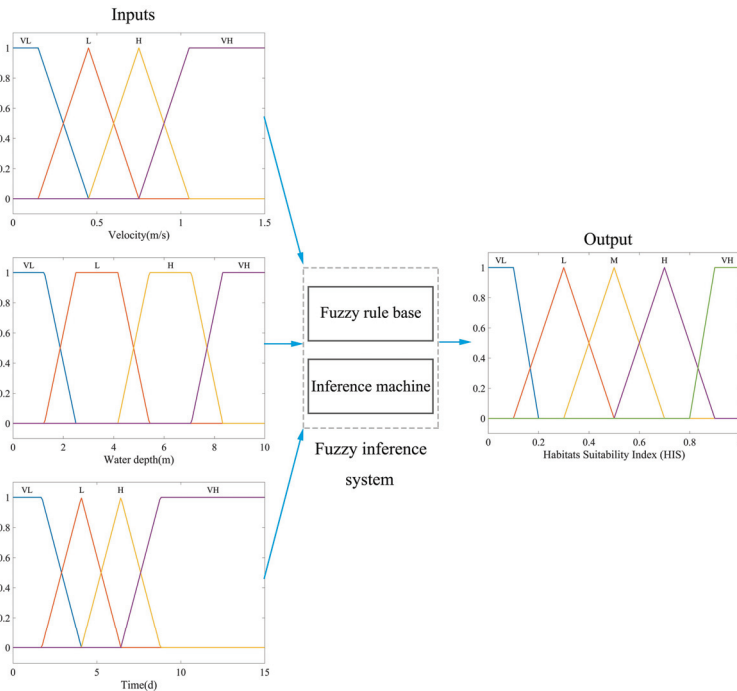 Inputs
VL L H VH
1
0.8
0.6
0.4
0.2
0
0 0.5 1 1.5
Velocity(m/s)
VL L H VH
1
0.8
0.6
0.4
0.2
0
0 2 4 6 8 10
Water depth(m)
VL L H VH
1
0.8
0.6
0.4
0.2
0
0 5 10 15
Time(d)
Fuzzy rule base
Inference machine
Fuzzy inference
system
Output
VL L M H VH
1
0.8
0.6
0.4
0.2
0
0 0.2 0.4 0.6 0.8
Habitats Suitability Index (HIS)